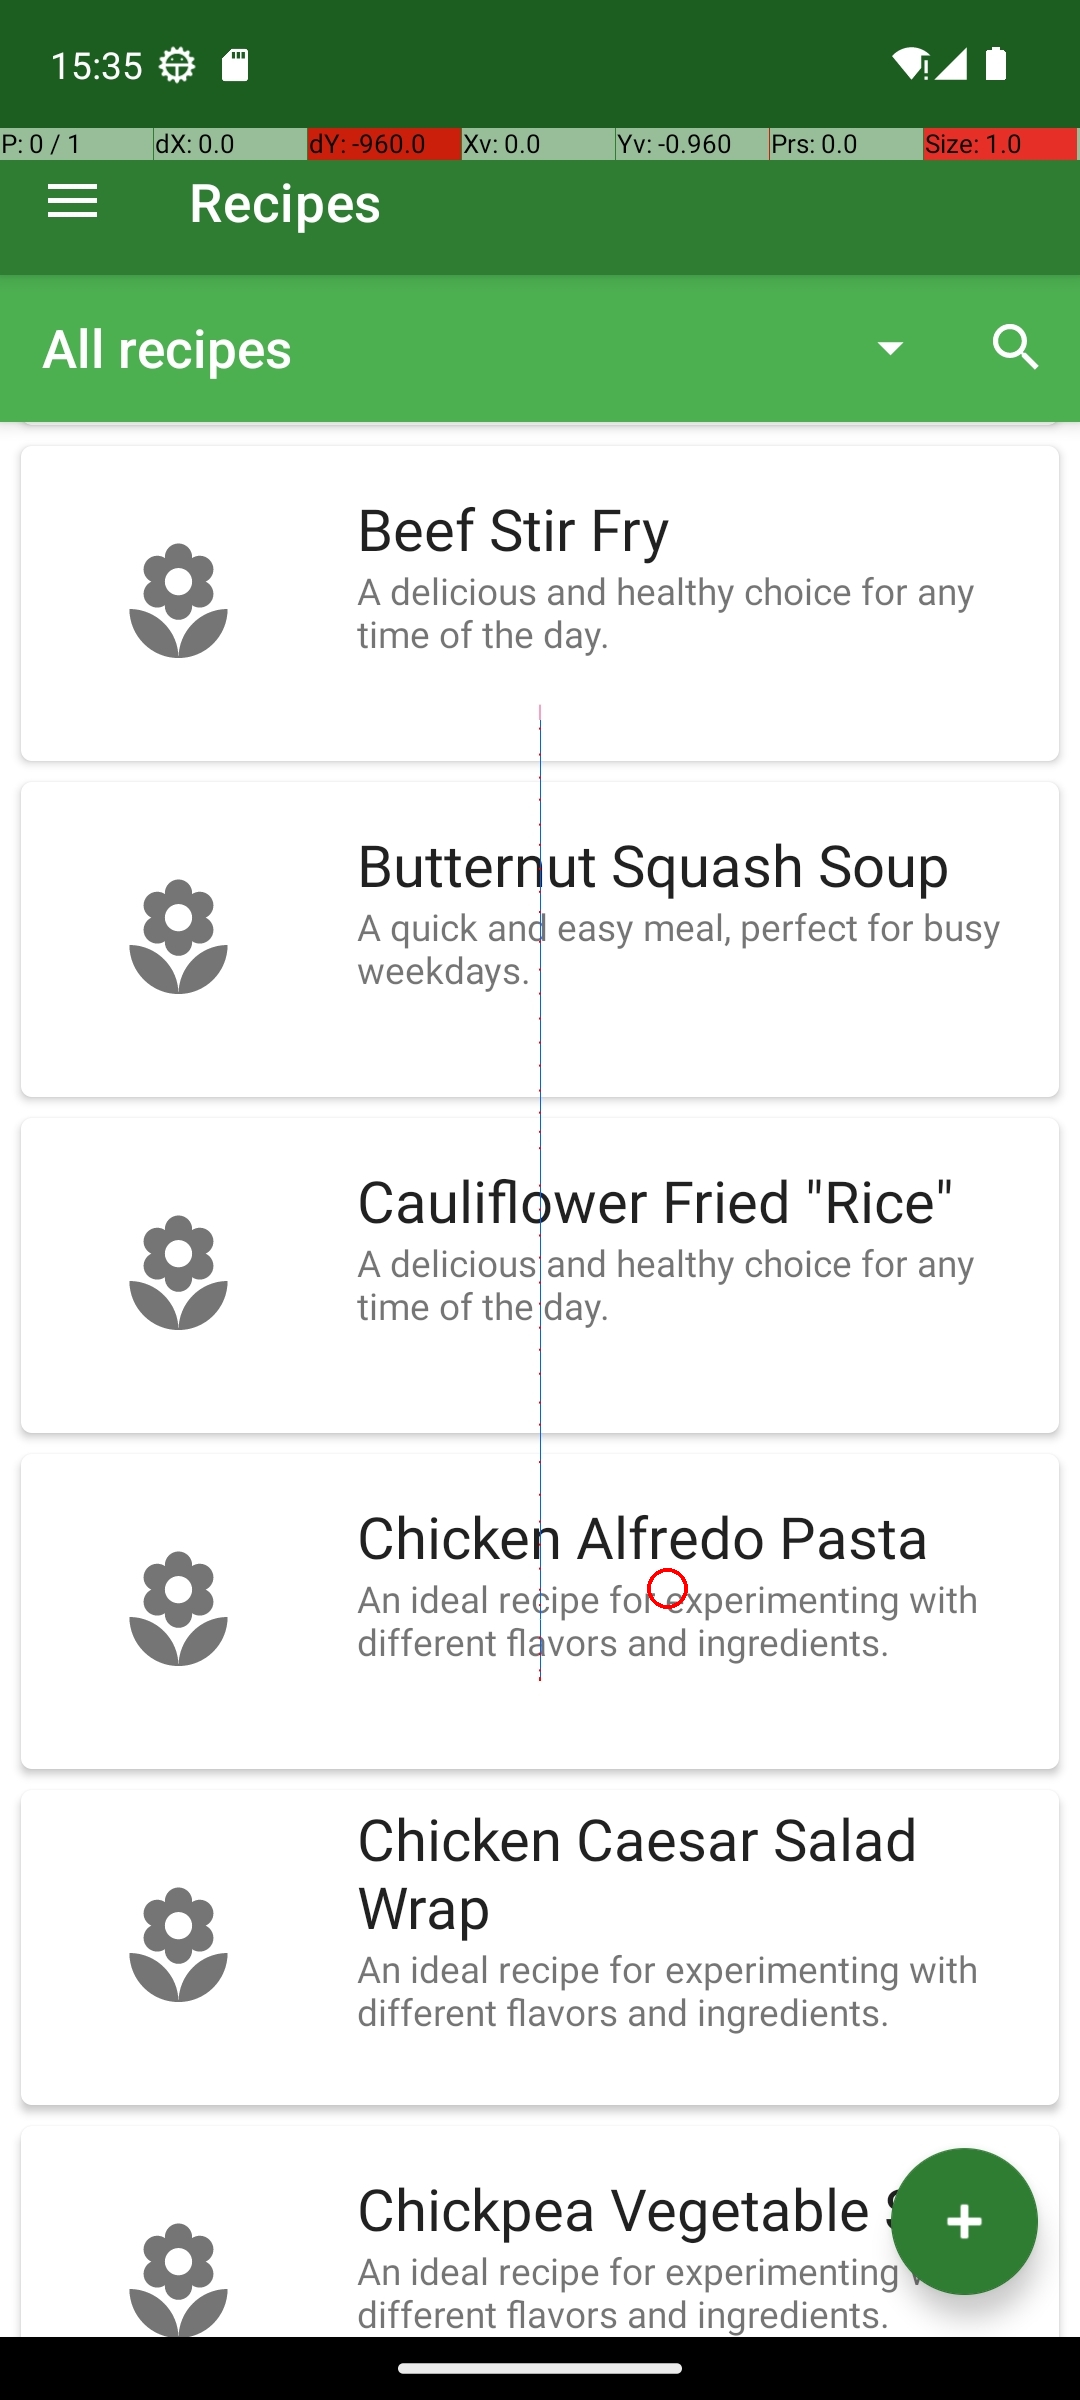 15:35
P: 0 / 1 dX: 0.0 dY: -960.0 Xv: 0.0 Yv: -0.960 Prs: 0.0 Size: 1.0
Recipes
All recipes
Beef Stir Fry
A delicious and healthy choice for any
time of the day.
Butternut Squash Soup
A quick and easy meal, perfect for busy
weekdays.
Cauliflower Fried "Rice"
A delicious and healthy choice for any
time of the day.
Chicken Alfredo Pasta
An ideal recipe for experimenting with
different flavors and ingredients.
Chicken Caesar Salad
Wrap
An ideal recipe for experimenting with
different flavors and ingredients.
Chickpea Vegetable
An ideal recipe for experimenting
different flavors and ingredients.